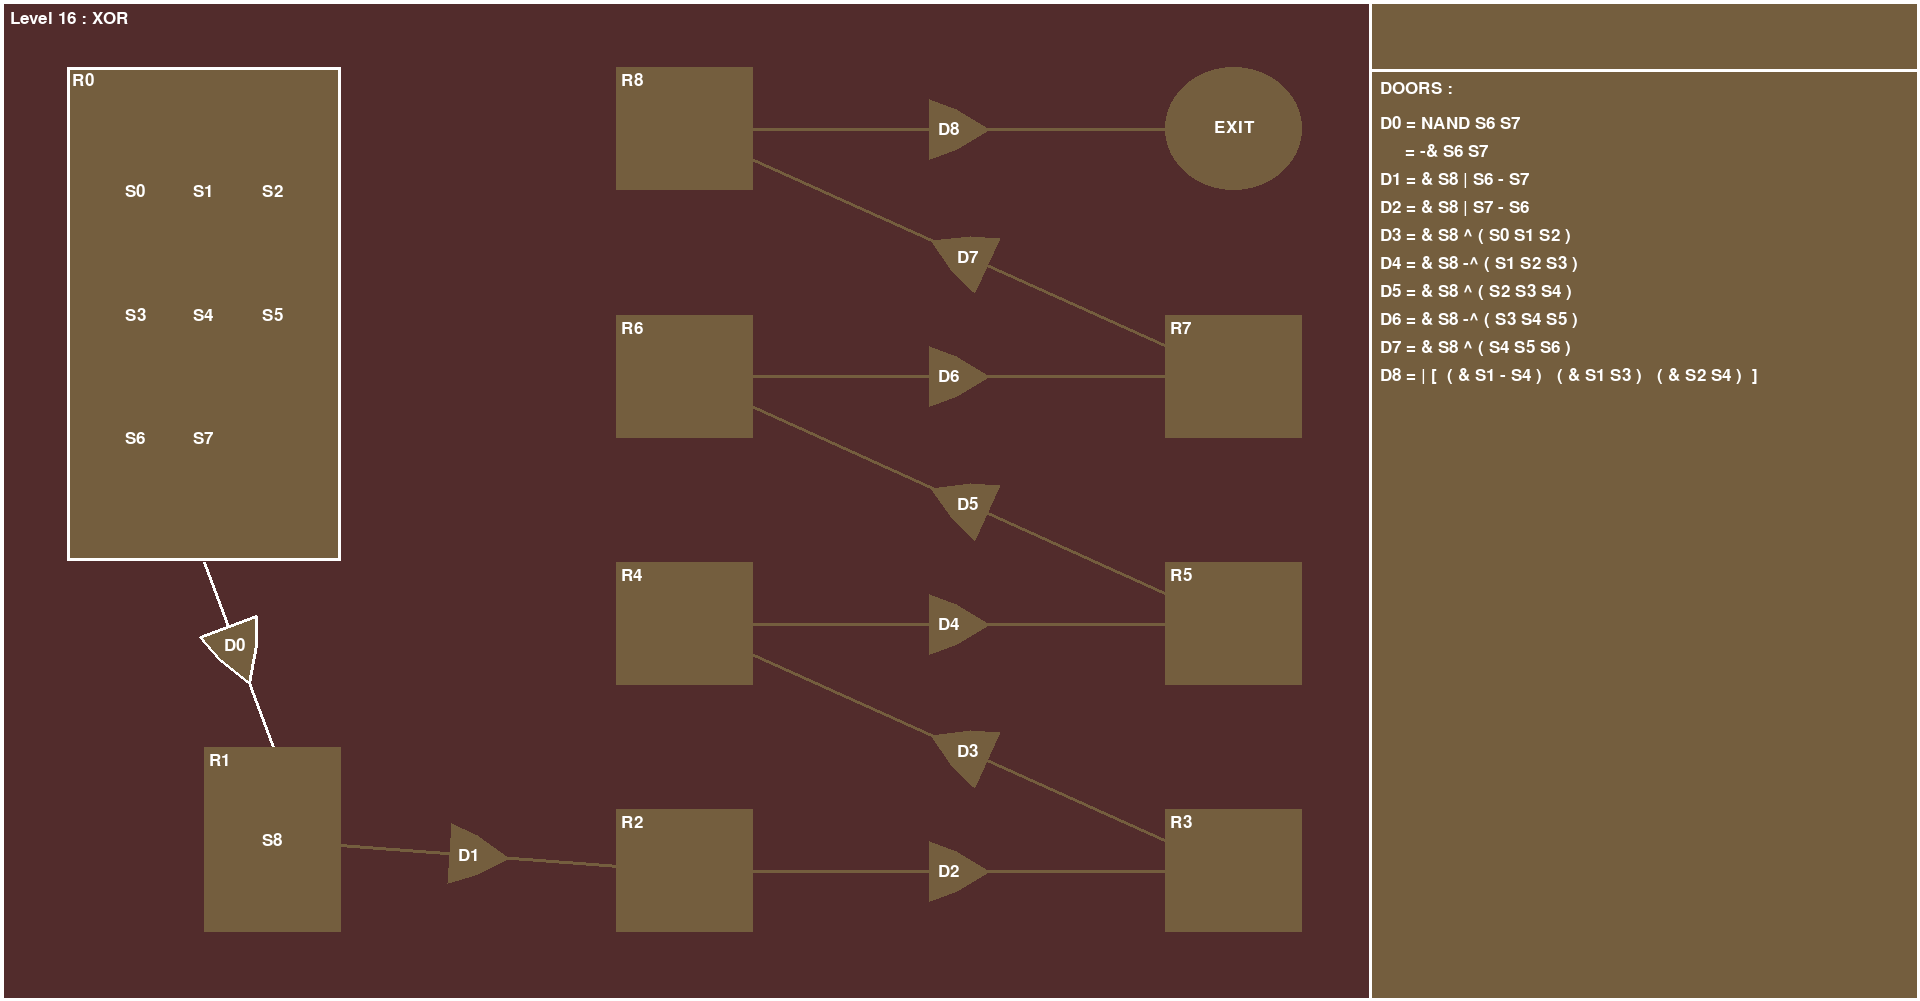 Level 16 : XOR
R0
S0 S1 S2
S3 S4 S5
S6 S7
D0
R1
S8
D1
R8
D8
EXIT
D7
R6
D6
R7
D5
R4
D4
R5
D3
R2
D2
R3
DOORS :
D0 = NAND S6 S7
= -& S6 S7
D1 = & S8 | S6 - S7
D2 = & S8 | S7 - S6
D3 = & S8 ^ ( S0 S1 S2 )
D4 = & S8 -^ ( S1 S2 S3 )
D5 = & S8 ^ ( S2 S3 S4 )
D6 = & S8 -^ ( S3 S4 S5 )
D7 = & S8 ^ ( S4 S5 S6 )
D8 = | [ ( & S1 - S4 ) ( & S1 S3 ) ( & S2 S4 ) ]